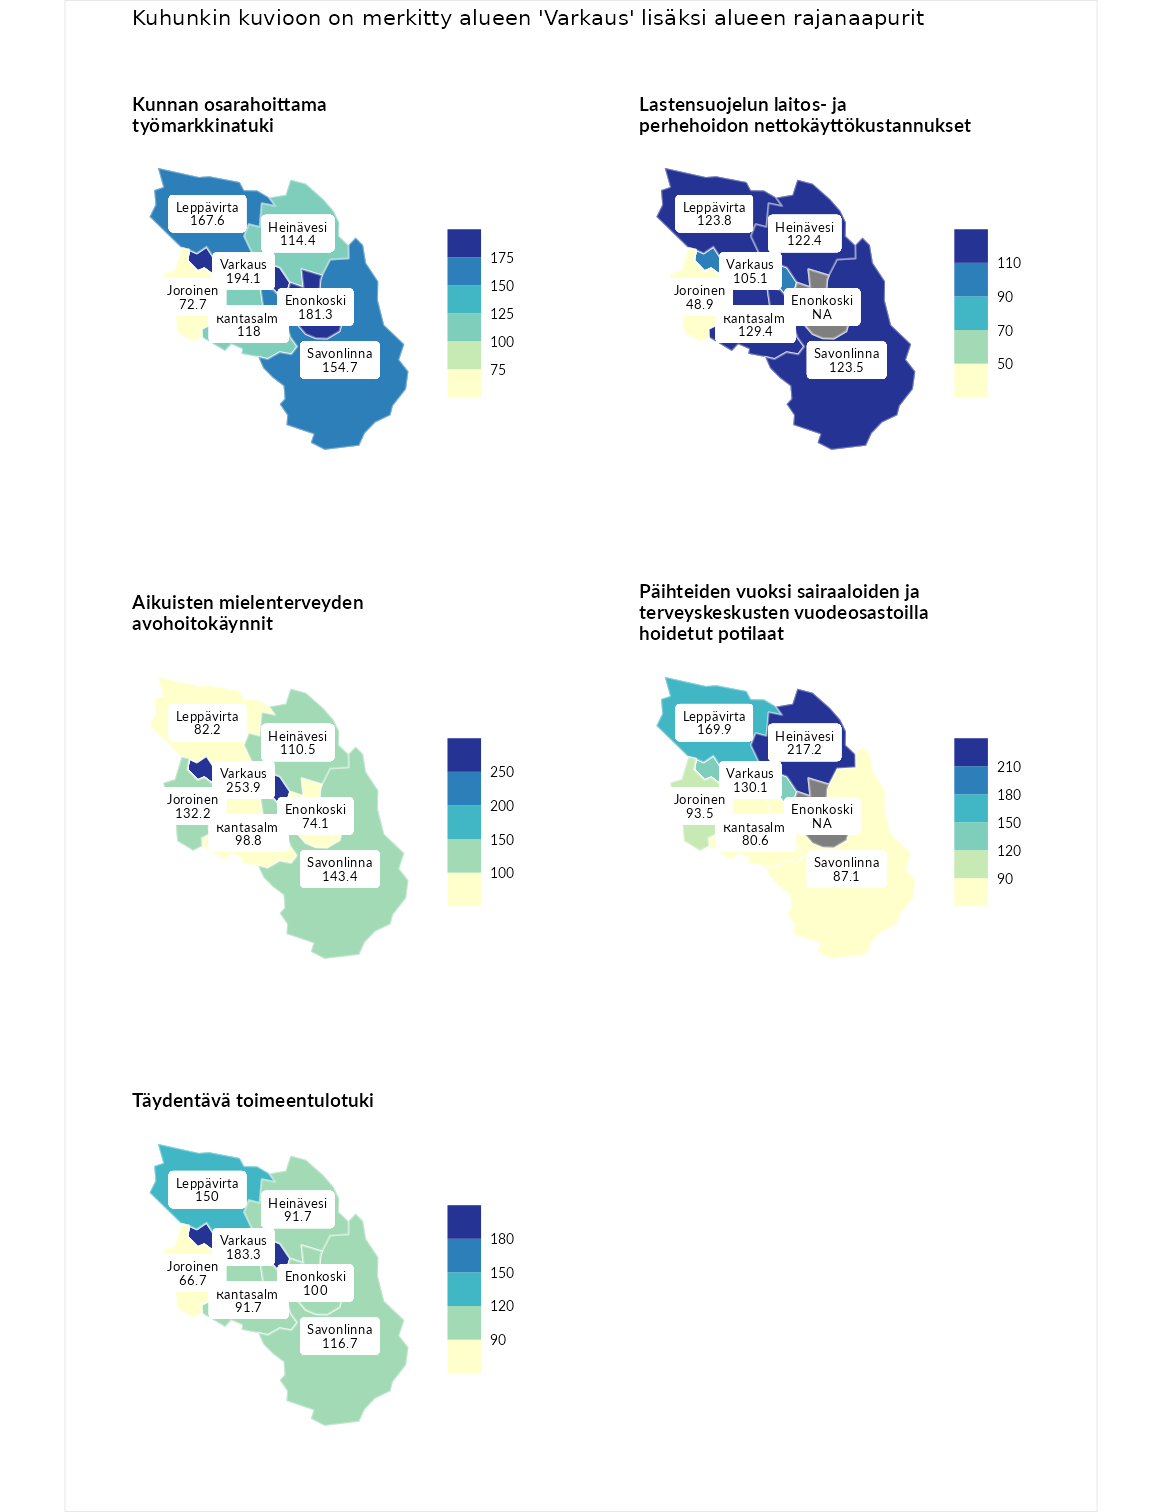 Kuhunkin kuvioon on merkitty alueen 'Varkaus' lisäksi alueen rajanaapurit
Kunnan osarahoittama
työmarkkinatuki
Leppävirta
167.6
Heinävesi
114.4
Varkaus
194.1
Joroinen
72.7
Enonkoski
181.3
Rantasalm
118
Savonlinna
154.7
175
150
125
100
75
Lastensuojelun laitos- ja
perhehoidon nettokäyttökustannukset
Leppävirta
123.8
Heinävesi
122.4
Varkaus
105.1
Joroinen
48.9
Enonkoski
NA
Rantasalm
129.4
Savonlinna
123.5
110
90
70
50
Aikuisten mielenterveyden
avohoitokäynnit
Leppävirta
82.2
Heinävesi
110.5
Varkaus
253.9
Joroinen
132.2
Enonkoski
74.1
Rantasalm
98.8
Savonlinna
143.4
250
200
150
100
Päihteiden vuoksi sairaaloiden ja
terveyskeskusten vuodeosastoilla
hoidetut potilaat
Leppävirta
169.9
Heinävesi
217.2
Varkaus
130.1
Joroinen
93.5
Enonkoski
NA
Rantasalm
80.6
Savonlinna
87.1
210
180
150
120
90
Täydentävä toimeentulotuki
Leppävirta
150
Heinävesi
91.7
Varkaus
183.3
Joroinen
66.7
Enonkoski
100
Rantasalm
91.7
Savonlinna
116.7
180
150
120
90